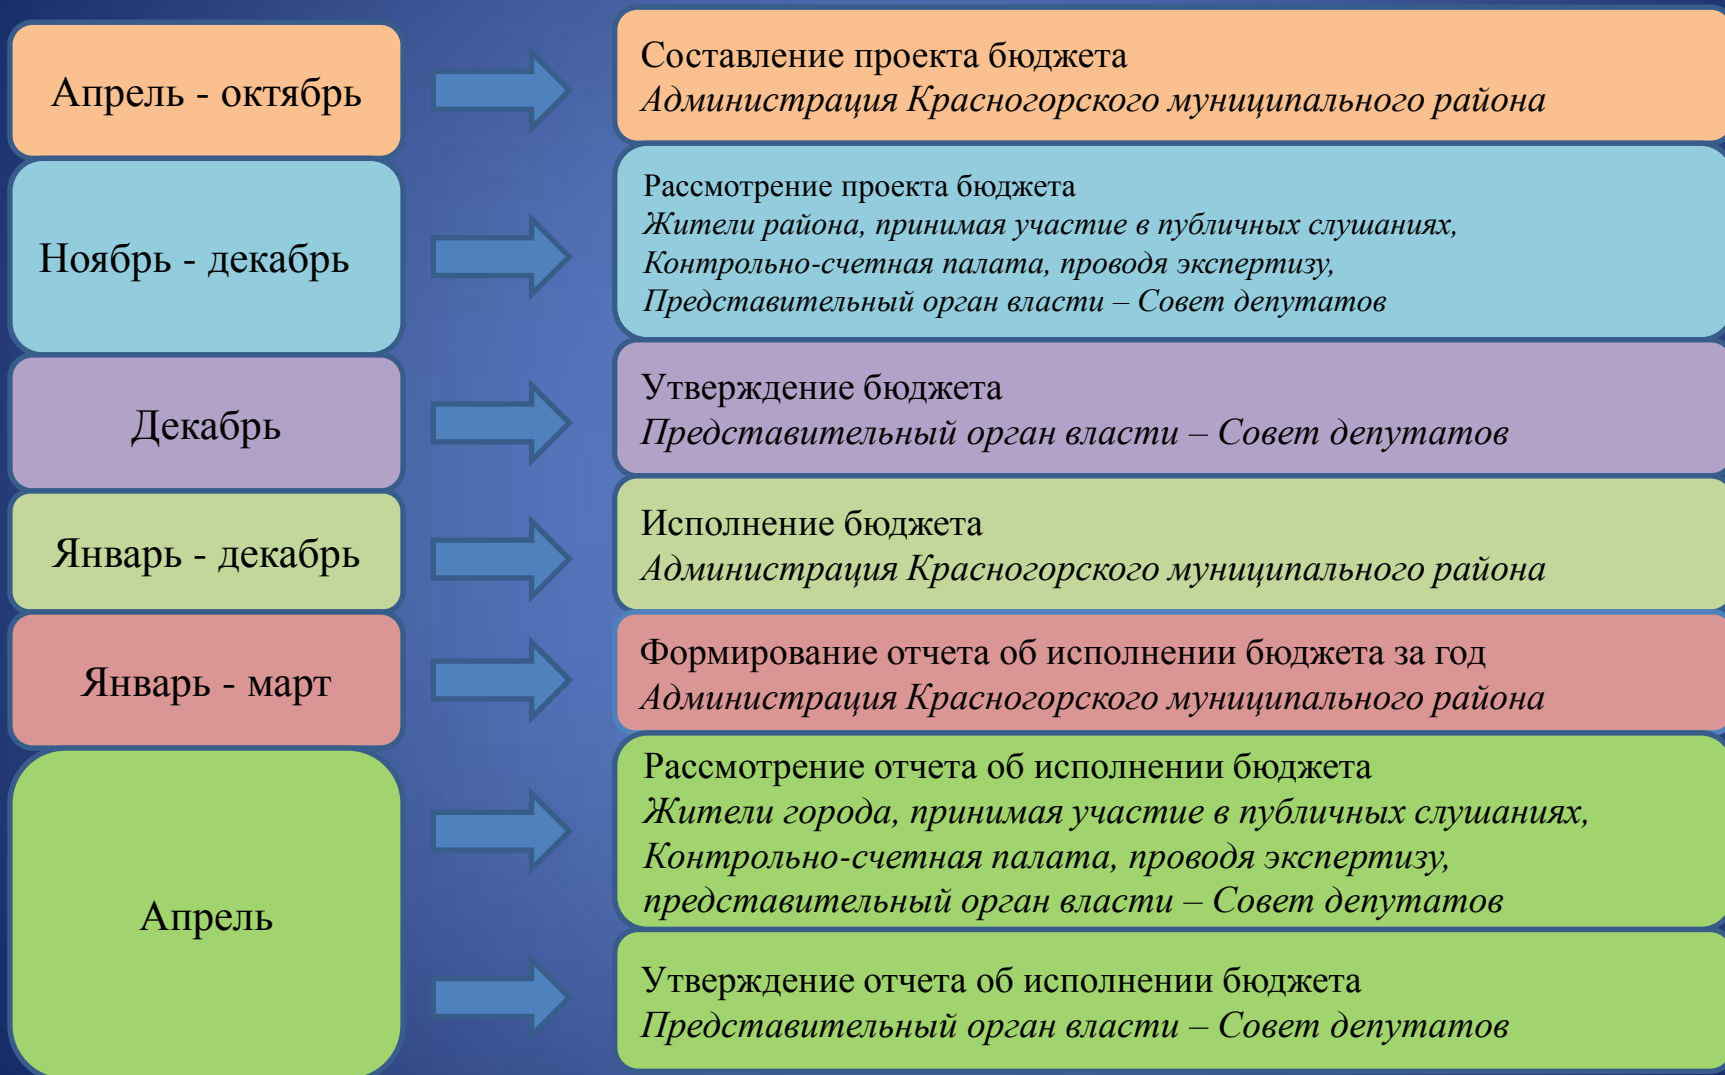 Апрель - октябрь
Составление проекта бюджета
Администрация Красногорского муниципального района
Ноябрь - декабрь
Рассмотрение проекта бюджета
Жители района, принимая участие в публичных слушаниях,
Контрольно-счетная палата, проводя экспертизу,
Представительный орган власти – Совет депутатов
Декабрь
Утверждение бюджета
Представительный орган власти – Совет депутатов
Январь - декабрь
Исполнение бюджета
Администрация Красногорского муниципального района
Январь - март
Формирование отчета об исполнении бюджета за год
Администрация Красногорского муниципального района
Апрель
Рассмотрение отчета об исполнении бюджета
Жители города, принимая участие в публичных слушаниях,
Контрольно-счетная палата, проводя экспертизу,
представительный орган власти – Совет депутатов
Утверждение отчета об исполнении бюджета
Представительный орган власти – Совет депутатов